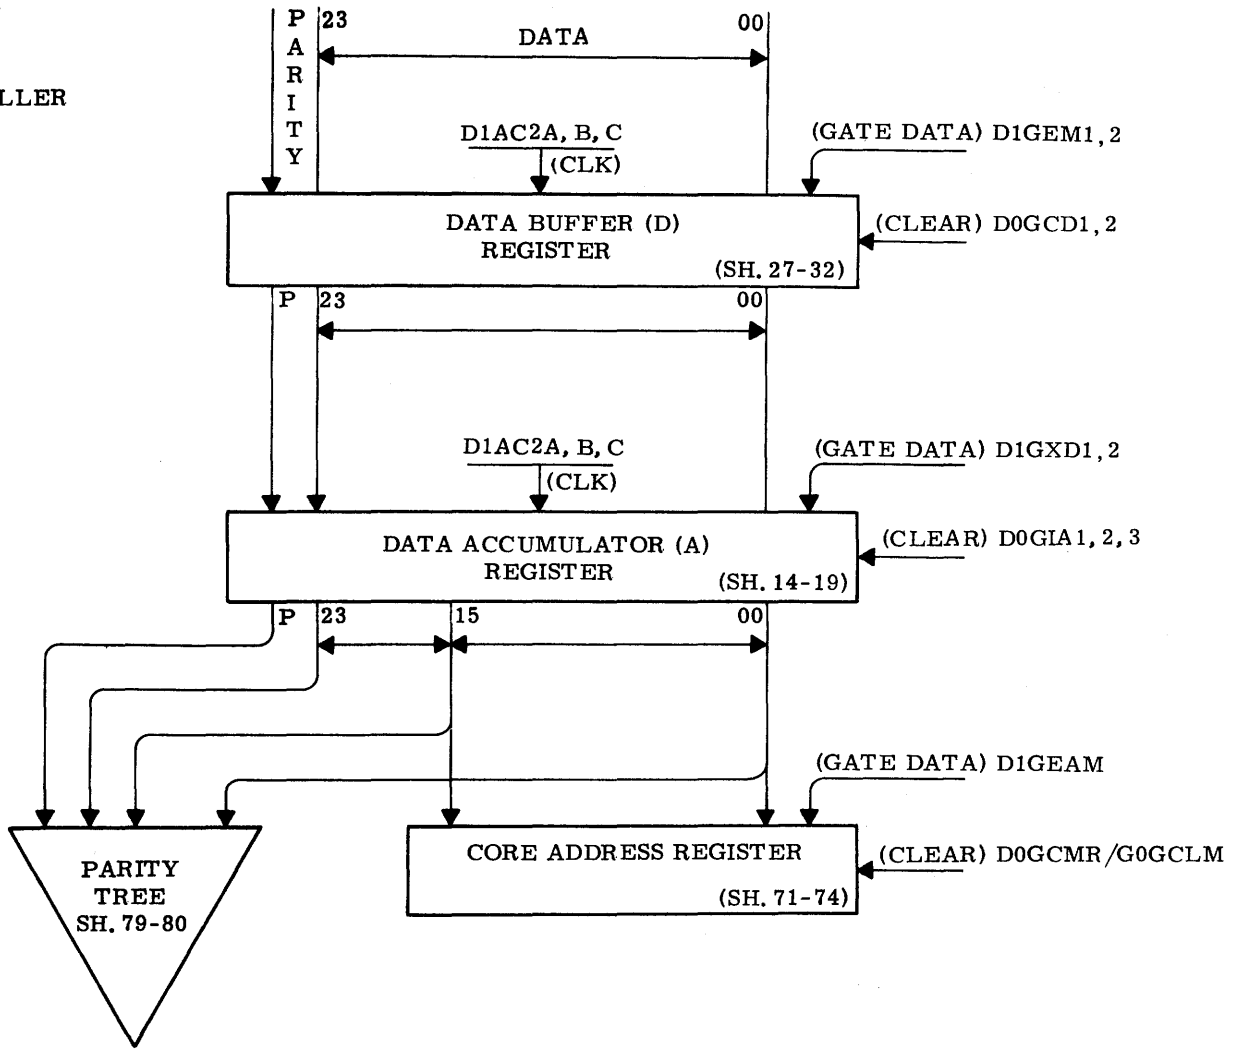 P 23 00
A DATA
R
I
T
Y
LLER
D1AC2A, B, C
(CLK)
(GATE DATA) D1GEM1, 2
DATA BUFFER (D)
REGISTER
(SH. 27-32)
(CLEAR) D0GCD1, 2
P 23 00
D1AC2A, B, C
(CLK)
(GATE DATA) D1GXD1, 2
DATA ACCUMULATOR (A)
REGISTER
(SH. 14-19)
(CLEAR) D0GIA1, 2, 3
P 23 15 00
(GATE DATA) D1GEAM
PARITY
TREE
SH. 79-80
CORE ADDRESS REGISTER
(SH. 71-74)
(CLEAR) D0GCMR/G0GCLM